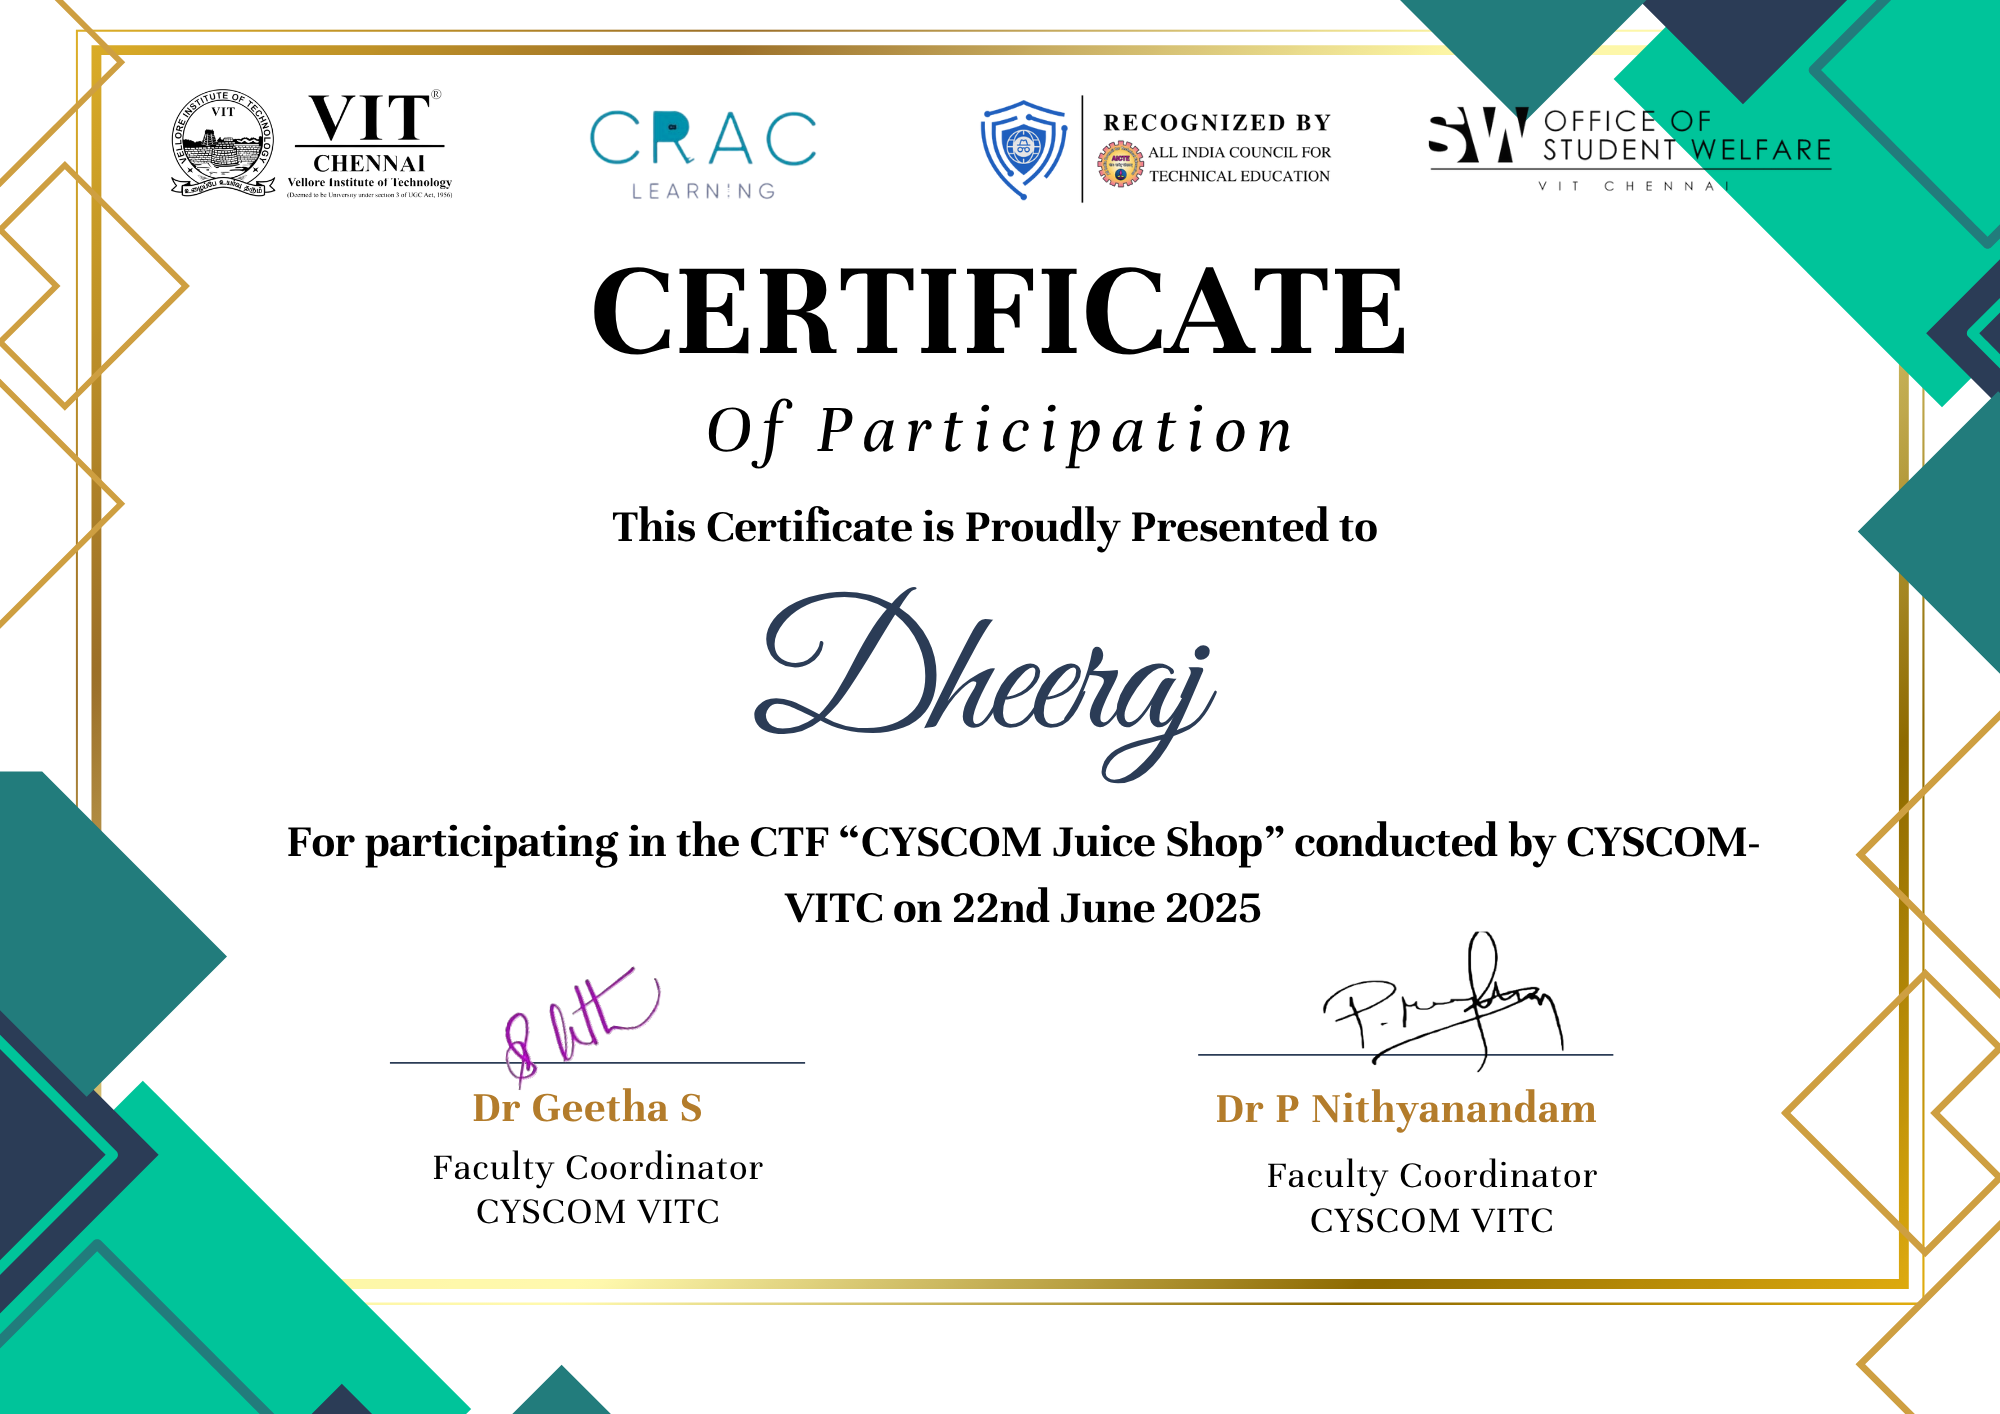 VELLORE INSTITUTE OF TECHNOLOGY
VIT
VIT®
CHENNAI
Vellore Institute of Technology
(Deemed to be University under section 3 of UGC Act, 1956)
CRAC
LEARNING
RECOGNIZED BY
AICTE
ALL INDIA COUNCIL FOR
TECHNICAL EDUCATION
SW
OFFICE OF
STUDENT WELFARE
VIT CHENNAI
CERTIFICATE
Of Participation
This Certificate is Proudly Presented to
Dheeraj
For participating in the CTF “CYSCOM Juice Shop” conducted by CYSCOM-
VITC on 22nd June 2025
Dr Geetha S
Faculty Coordinator
CYSCOM VITC
Dr P Nithyanandam
Faculty Coordinator
CYSCOM VITC